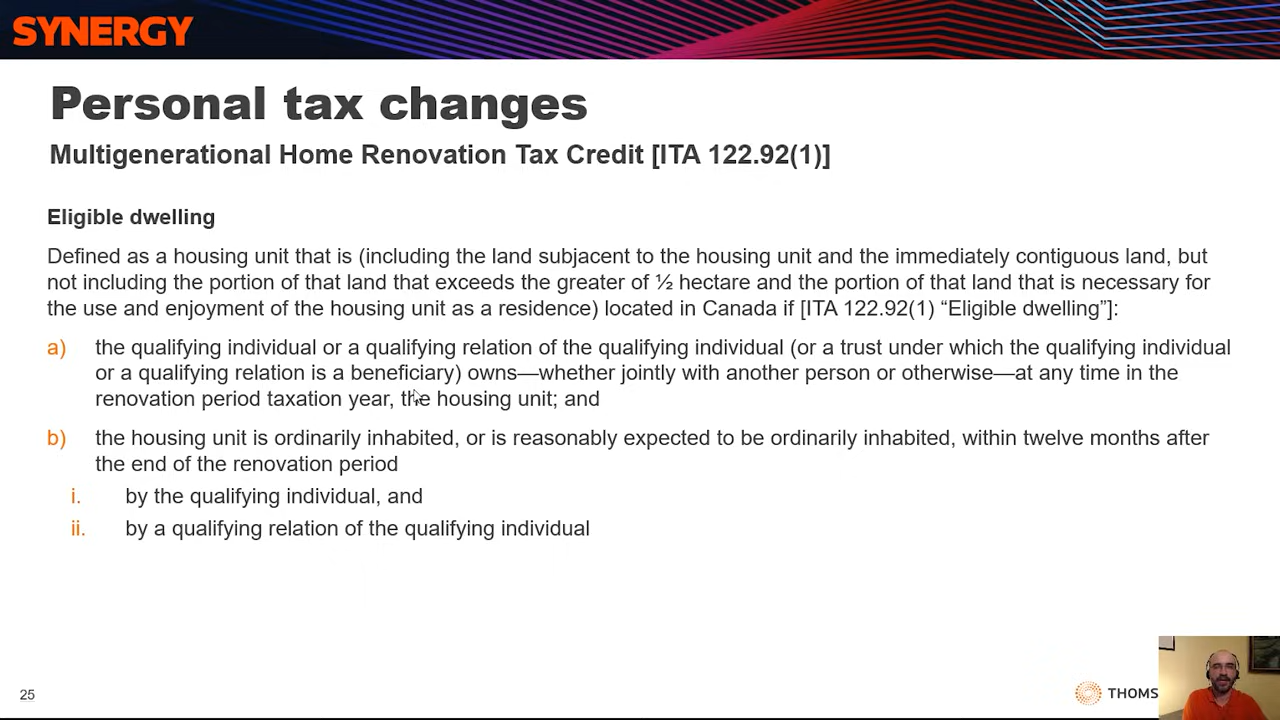 SYNERGY
Personal tax changes
Multigenerational Home Renovation Tax Credit [ITA 122.92(1)]
Eligible dwelling
Defined as a housing unit that is (including the land subjacent to the housing unit and the immediately contiguous land, but
not including the portion of that land that exceeds the greater of ½ hectare and the portion of that land that is necessary for
the use and enjoyment of the housing unit as a residence) located in Canada if [ITA 122.92(1) “Eligible dwelling”]:
a) the qualifying individual or a qualifying relation of the qualifying individual (or a trust under which the qualifying individual
or a qualifying relation is a beneficiary) owns—whether jointly with another person or otherwise—at any time in the
renovation period taxation year, the housing unit; and
b) the housing unit is ordinarily inhabited, or is reasonably expected to be ordinarily inhabited, within twelve months after
the end of the renovation period
i. by the qualifying individual, and
ii. by a qualifying relation of the qualifying individual
25
THOMS